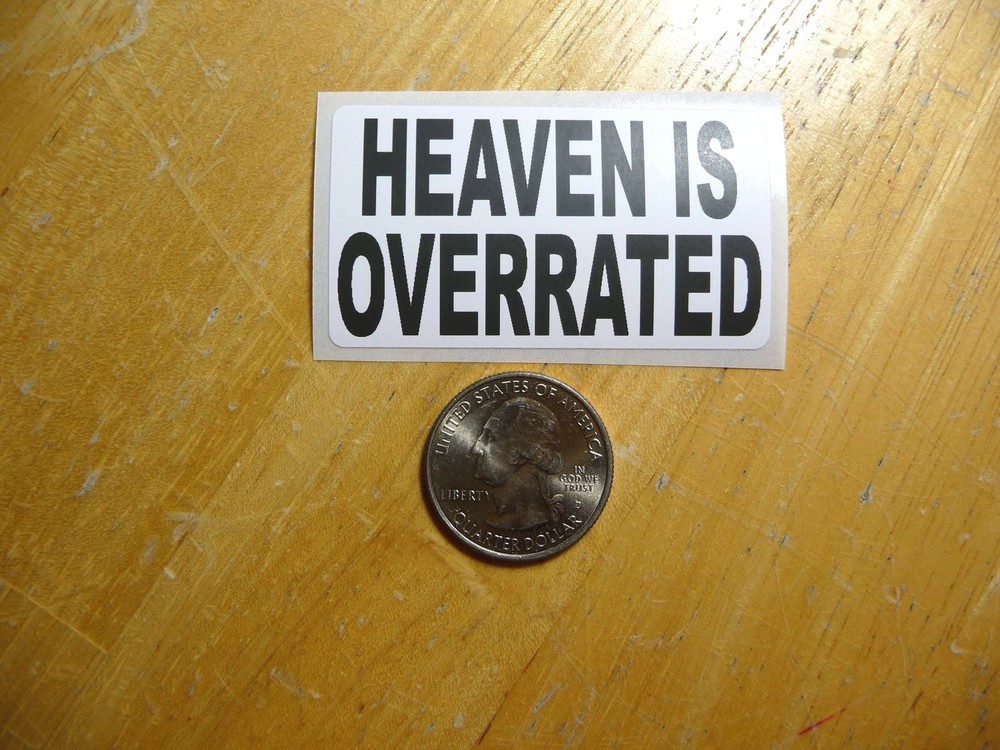 HEAVEN IS
OVERRATED
UNITED STATES OF AMERICA
LIBERTY
IN
GOD WE
TRUST
D
QUARTER DOLLAR